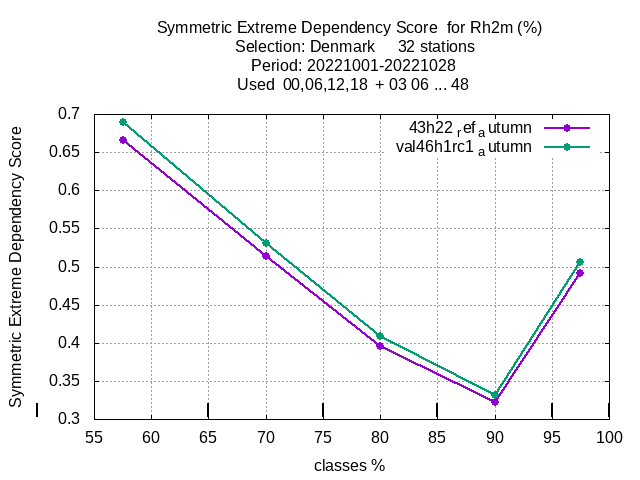 Symmetric Extreme Dependency Score for Rh2m (%)
Selection: Denmark 32 stations
Period: 20221001-20221028
Used 00,06,12,18 + 03 06 ... 48
43h22 ref a utumn
val46h1rc1 a utumn
Symmetric Extreme Dependency Score
0.7
0.65
0.6
0.55
0.5
0.45
0.4
0.35
0.3
55 60 65 70 75 80 85 90 95 100
classes %